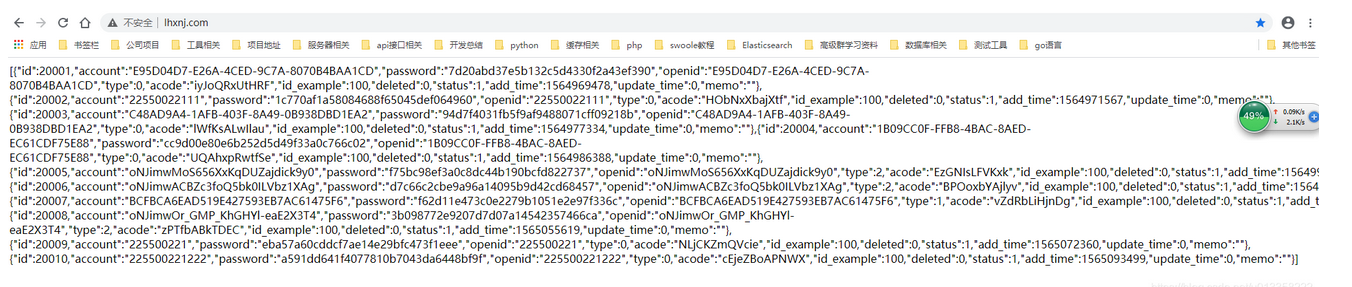 不安全 | lhxnj.com
应用 书签栏 公司项目 工具相关 项目地址 服务器相关 api接口相关 开发总结 python 缓存相关 php swoole教程 Elasticsearch 高级群学习资料 数据库相关 测试工具 go语言 其他书签
[{"id":20001,"account":"E95D04D7-E26A-4CED-9C7A-8070B4BAA1CD","password":"7d20abd37e5b132c5d4330f2a43ef390","openid":"E95D04D7-E26A-4CED-9C7A-
8070B4BAA1CD","type":0,"acode":"iyJoQRxUtHRF","id_example":100,"deleted":0,"status":1,"add_time":1564969478,"update_time":0,"memo":""},
{"id":20002,"account":"22550022111","password":"1c770af1a58084688f65045def064960","openid":"22550022111","type":0,"acode":"HObNxXbajXtf","id_example":100,"deleted":0,"status":1,"add_time":1564971567,"update_time":0,"memo":""},
{"id":20003,"account":"C48AD9A4-1AFB-403F-8A49-0B938DBD1EA2","password":"94d7f4031fb5f9af9488071cff09218b","openid":"C48AD9A4-1AFB-403F-8A49-
0B938DBD1EA2","type":0,"acode":"lWfKsALwIlau","id_example":100,"deleted":0,"status":1,"add_time":1564977334,"update_time":0,"memo":""},{"id":20004,"account":"1B09CC0F-FFB8-4BAC-8AED-
EC61CDF75E88","password":"cc9d00e80e6b252d5d49f33a0c766c02","openid":"1B09CC0F-FFB8-4BAC-8AED-
EC61CDF75E88","type":0,"acode":"UQAhxpRwtfSe","id_example":100,"deleted":0,"status":1,"add_time":1564986388,"update_time":0,"memo":""},
{"id":20005,"account":"oNJimwMoS656XxKqDUZajdick9y0","password":"f75bc98ef3a0c8dc44b190bcfd822737","openid":"oNJimwMoS656XxKqDUZajdick9y0","type":2,"acode":"EzGNIsLFVKxk","id_example":100,"deleted":0,"status":1,"add_time":15649
{"id":20006,"account":"oNJimwACBZc3foQ5bk0ILVbz1XAg","password":"d7c66c2cbe9a96a14095b9d42cd68457","openid":"oNJimwACBZc3foQ5bk0ILVbz1XAg","type":2,"acode":"BPOoxbYAjlyv","id_example":100,"deleted":0,"status":1,"add_time":1564
{"id":20007,"account":"BCFBCA6EAD519E427593EB7AC61475F6","password":"f62d11e473c0e2279b1051e2e97f336c","openid":"BCFBCA6EAD519E427593EB7AC61475F6","type":1,"acode":"vZdRbLiHjnDg","id_example":100,"deleted":0,"status":1,"add_t
{"id":20008,"account":"oNJimwOr_GMP_KhGHYl-eaE2X3T4","password":"3b098772e9207d7d07a14542357466ca","openid":"oNJimwOr_GMP_KhGHYl-
eaE2X3T4","type":2,"acode":"zPTfbABkTDEC","id_example":100,"deleted":0,"status":1,"add_time":1565055619,"update_time":0,"memo":""},
{"id":20009,"account":"225500221","password":"eba57a60cddcf7ae14e29bfc473f1eee","openid":"225500221","type":0,"acode":"NLjCKZmQVcie","id_example":100,"deleted":0,"status":1,"add_time":1565072360,"update_time":0,"memo":""},
{"id":20010,"account":"225500221222","password":"a591dd641f4077810b7043da6448bf9f","openid":"225500221222","type":0,"acode":"cEjeZBoAPNWX","id_example":100,"deleted":0,"status":1,"add_time":1565093499,"update_time":0,"memo":""}]
49%
0.09K/s
2.1K/s